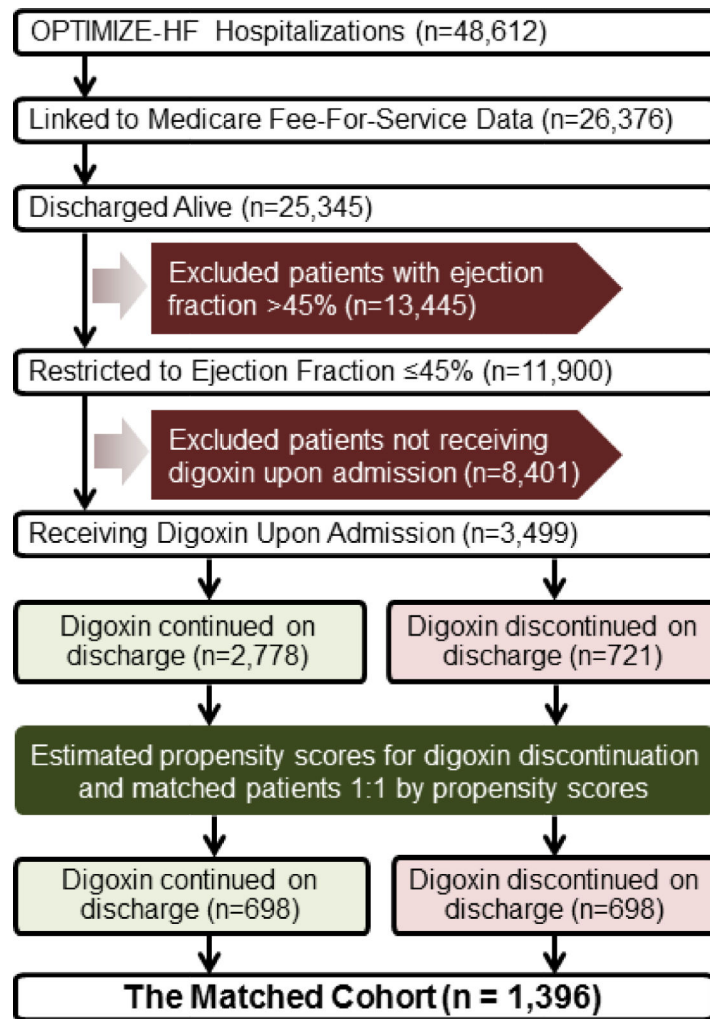 OPTIMIZE-HF Hospitalizations (n=48,612)
Linked to Medicare Fee-For-Service Data (n=26,376)
Discharged Alive (n=25,345)
Excluded patients with ejection
fraction >45% (n=13,445)
Restricted to Ejection Fraction ≤45% (n=11,900)
Excluded patients not receiving
digoxin upon admission (n=8,401)
Receiving Digoxin Upon Admission (n=3,499)
Digoxin continued on
discharge (n=2,778)
Digoxin discontinued on
discharge (n=721)
Estimated propensity scores for digoxin discontinuation
and matched patients 1:1 by propensity scores
Digoxin continued on
discharge (n=698)
Digoxin discontinued on
discharge (n=698)
The Matched Cohort (n = 1,396)